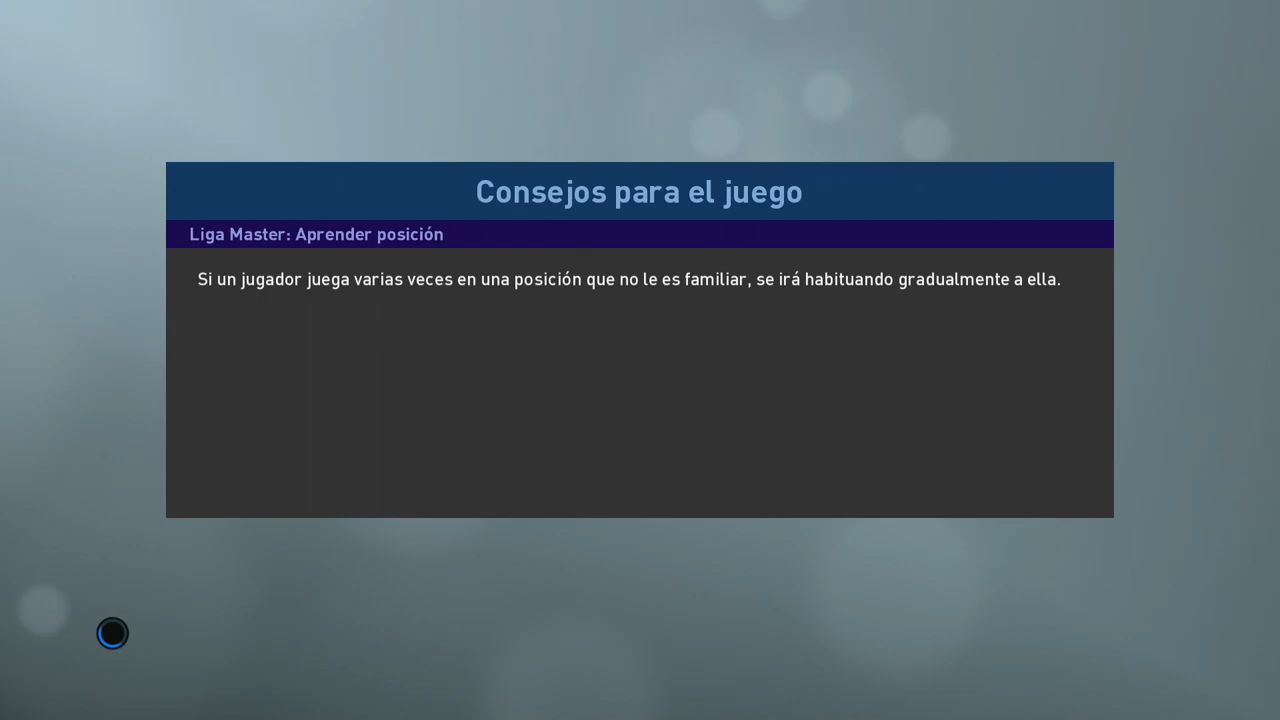 Consejos para el juego
Liga Master: Aprender posición
Si un jugador juega varias veces en una posición que no le es familiar, se irá habituando gradualmente a ella.